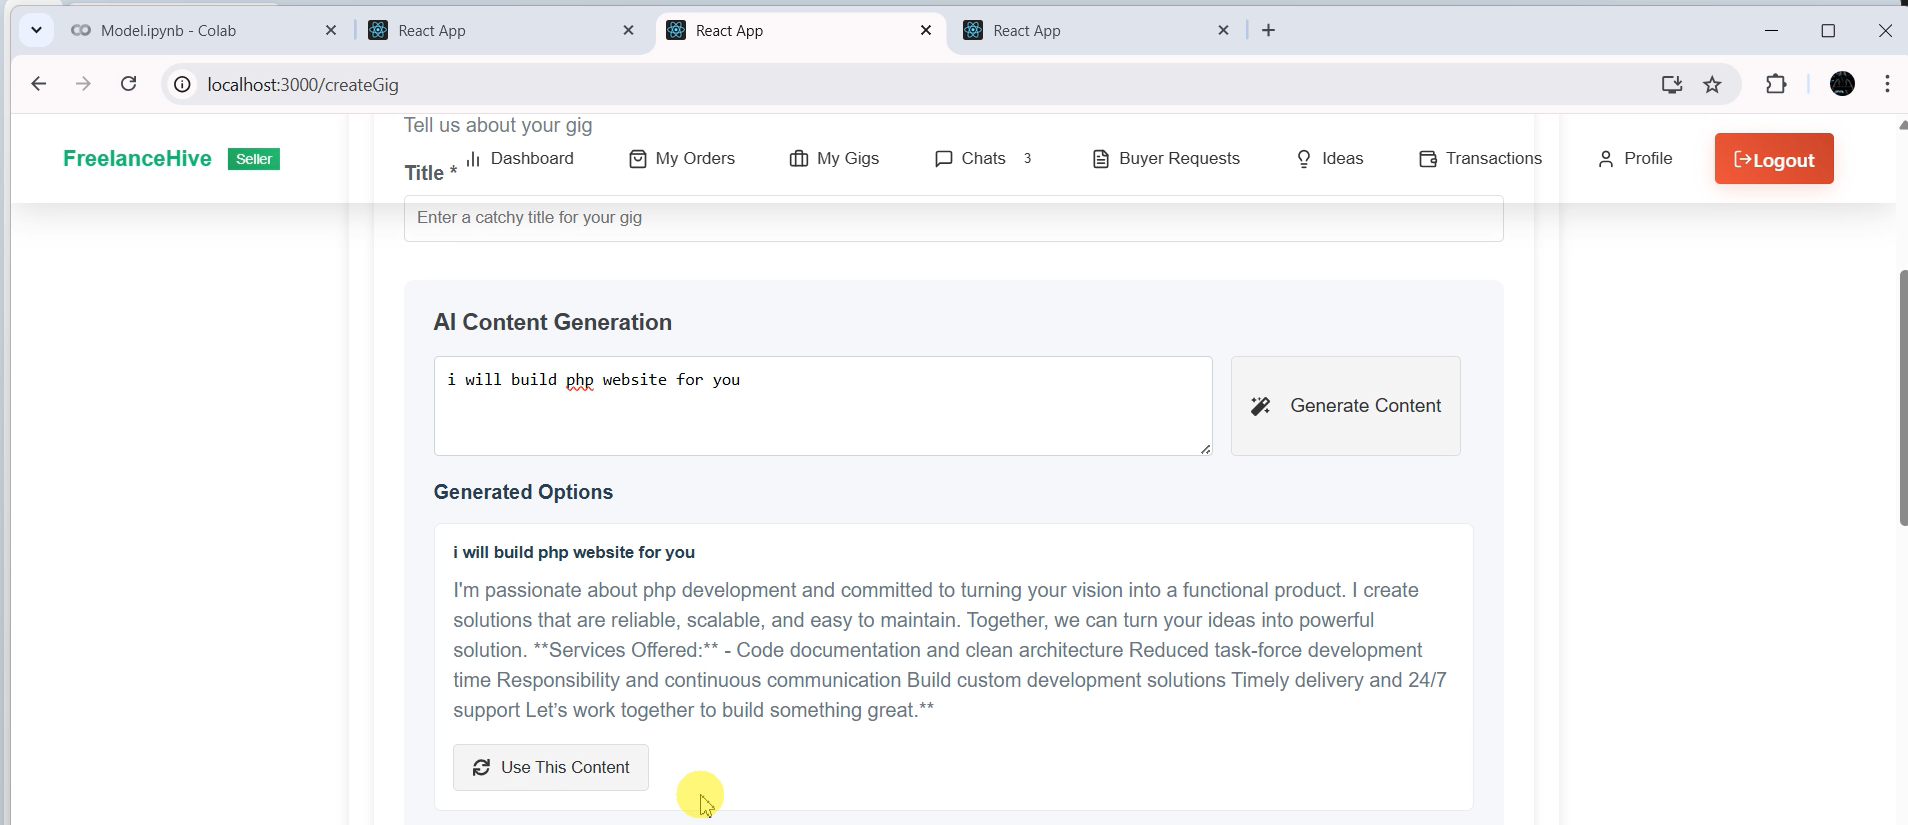 Model.ipynb - Colab
React App
React App
React App
localhost:3000/createGig
Tell us about your gig
FreelanceHive Seller
Dashboard
My Orders
My Gigs
Chats 3
Buyer Requests
Ideas
Transactions
Profile
Logout
Title *
Enter a catchy title for your gig
AI Content Generation
i will build php website for you
Generate Content
Generated Options
i will build php website for you
I'm passionate about php development and committed to turning your vision into a functional product. I create
solutions that are reliable, scalable, and easy to maintain. Together, we can turn your ideas into powerful
solution. **Services Offered:** - Code documentation and clean architecture Reduced task-force development
time Responsibility and continuous communication Build custom development solutions Timely delivery and 24/7
support Let's work together to build something great.**
Use This Content